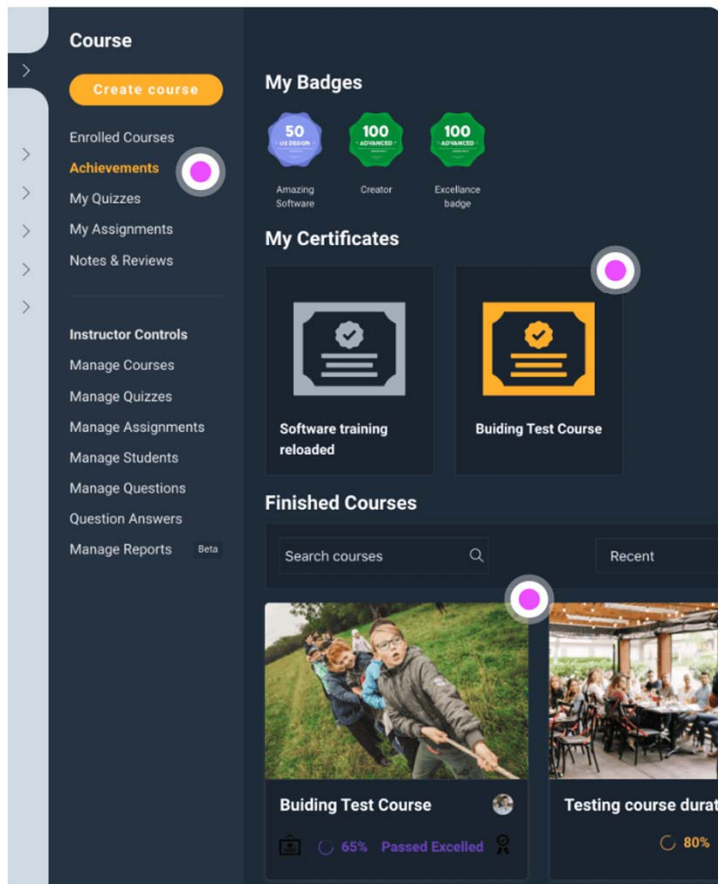 Course
Create course
Enrolled Courses
Achievements
My Quizzes
My Assignments
Notes & Reviews
Instructor Controls
Manage Courses
Manage Quizzes
Manage Assignments
Manage Students
Manage Questions
Question Answers
Manage Reports Beta
My Badges
50
UX DESIGN
Amazing
Software
100
ADVANCED
Creator
100
ADVANCED
Excellance
badge
My Certificates
Software training
reloaded
Buiding Test Course
Finished Courses
Search courses
Recent
Buiding Test Course
65% Passed Excelled
Testing course durat
80%